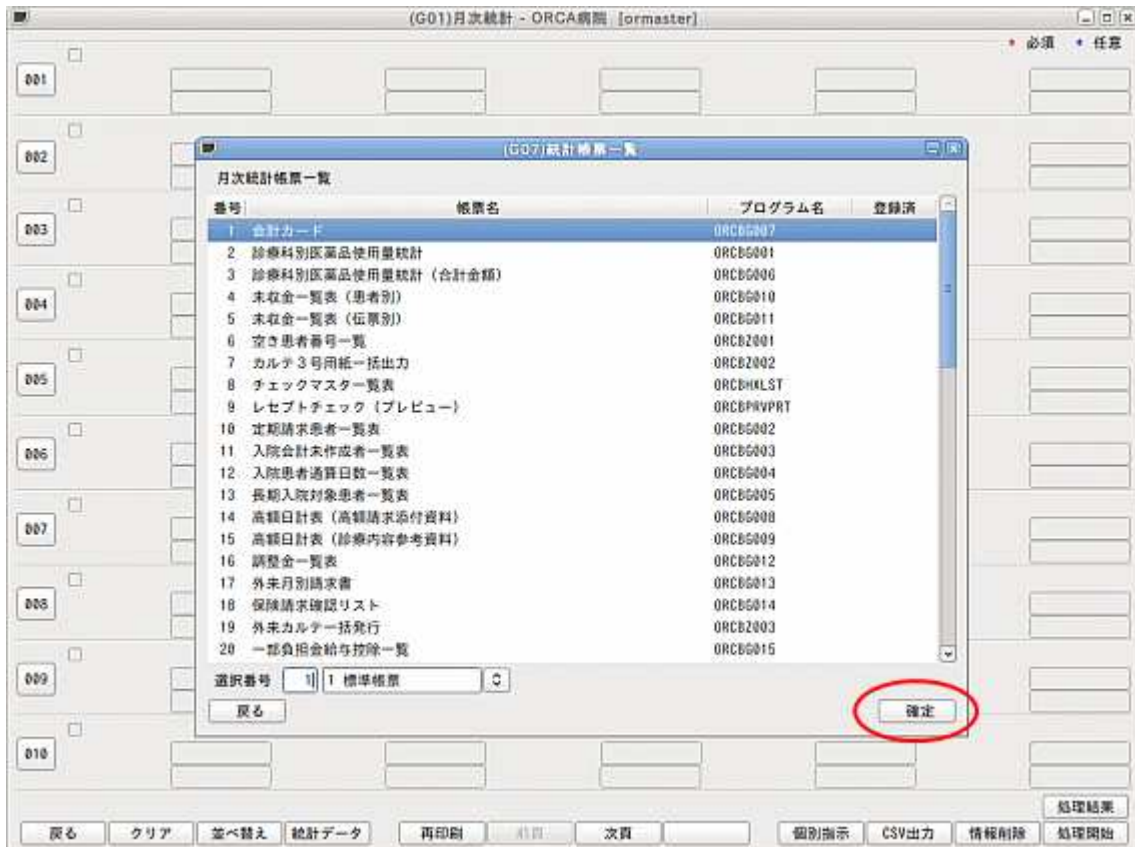 (G01)月次統計 - ORCA病院 [ormaster]
* 必須 * 任意
001
002
003
004
005
006
007
008
009
010
(G07)統計帳票一覧
月次統計帳票一覧
番号 帳票名 プログラム名 登録済
1 会計カード ORCBG007
2 診療科別医薬品使用量統計 ORCBG001
3 診療科別医薬品使用量統計(合計金額) ORCBG006
4 未収金一覧表(患者別) ORCBG010
5 未収金一覧表(伝票別) ORCBG011
6 空き患者番号一覧 ORCBZ001
7 カルテ3号用紙一括出力 ORCBZ002
8 チェックマスタ一覧表 ORCBHXLST
9 レセプトチェック(プレビュー) ORCBPRVPRT
10 定期請求患者一覧表 ORCBG002
11 入院会計未作成者一覧表 ORCBG003
12 入院患者通算日数一覧表 ORCBG004
13 長期入院対象患者一覧表 ORCBG005
14 高額日計表(高額請求添付資料) ORCBG008
15 高額日計表(診療内容参考資料) ORCBG009
16 調整金一覧表 ORCBG012
17 外来月別請求書 ORCBG013
18 保険請求確認リスト ORCBG014
19 外来カルテ一括発行 ORCBZ003
20 一部負担金給与控除一覧 ORCBG015
選択番号 1 1 標準帳票
戻る 確定
処理結果
戻る クリア 並べ替え 統計データ 再印刷 前頁 次頁 個別指示 CSV出力 情報削除 処理開始